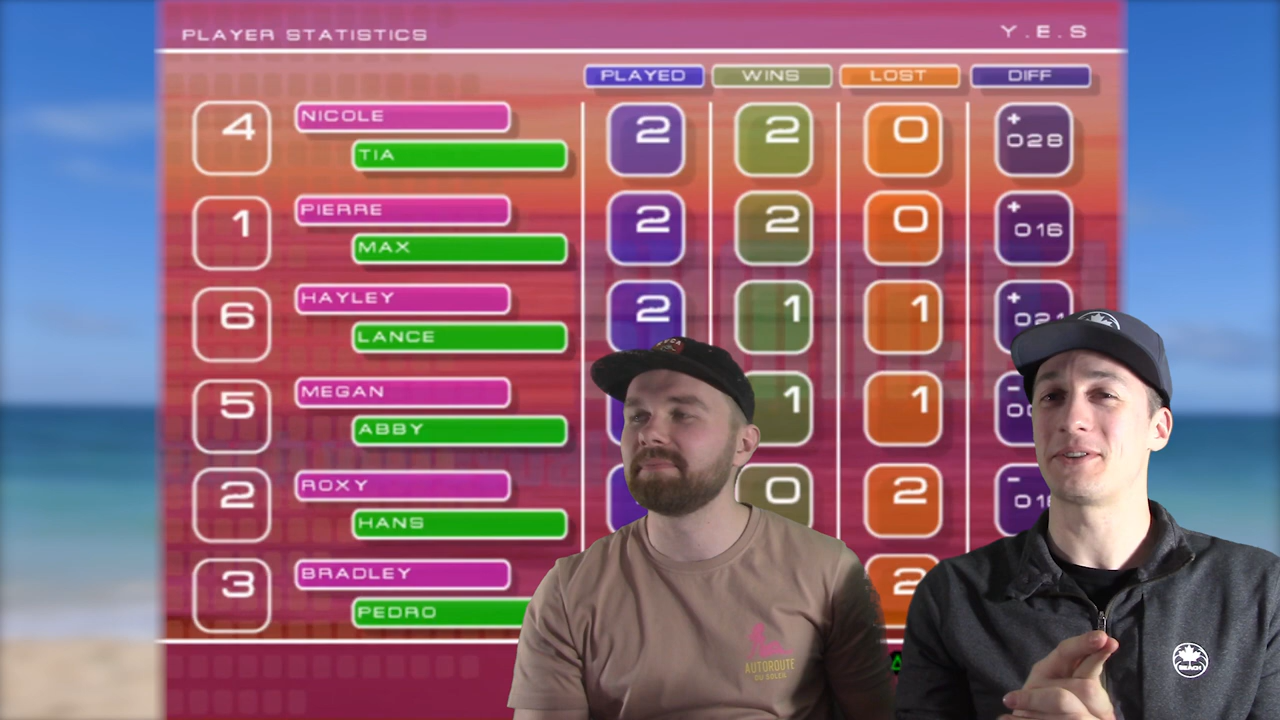 PLAYER STATISTICS Y.E.S
PLAYED WINS LOST DIFF
4 NICOLE 2 2 0 +028
TIA
1 PIERRE 2 2 0 +016
MAX
6 HAYLEY 2 1 1 +
LANCE
5 MEGAN 1 1 -
ABBY
2 ROXY 0 2 -
HANS
3 BRADLEY 2
PEDRO
AUTOROUTE
DU SOLEIL
BEACH